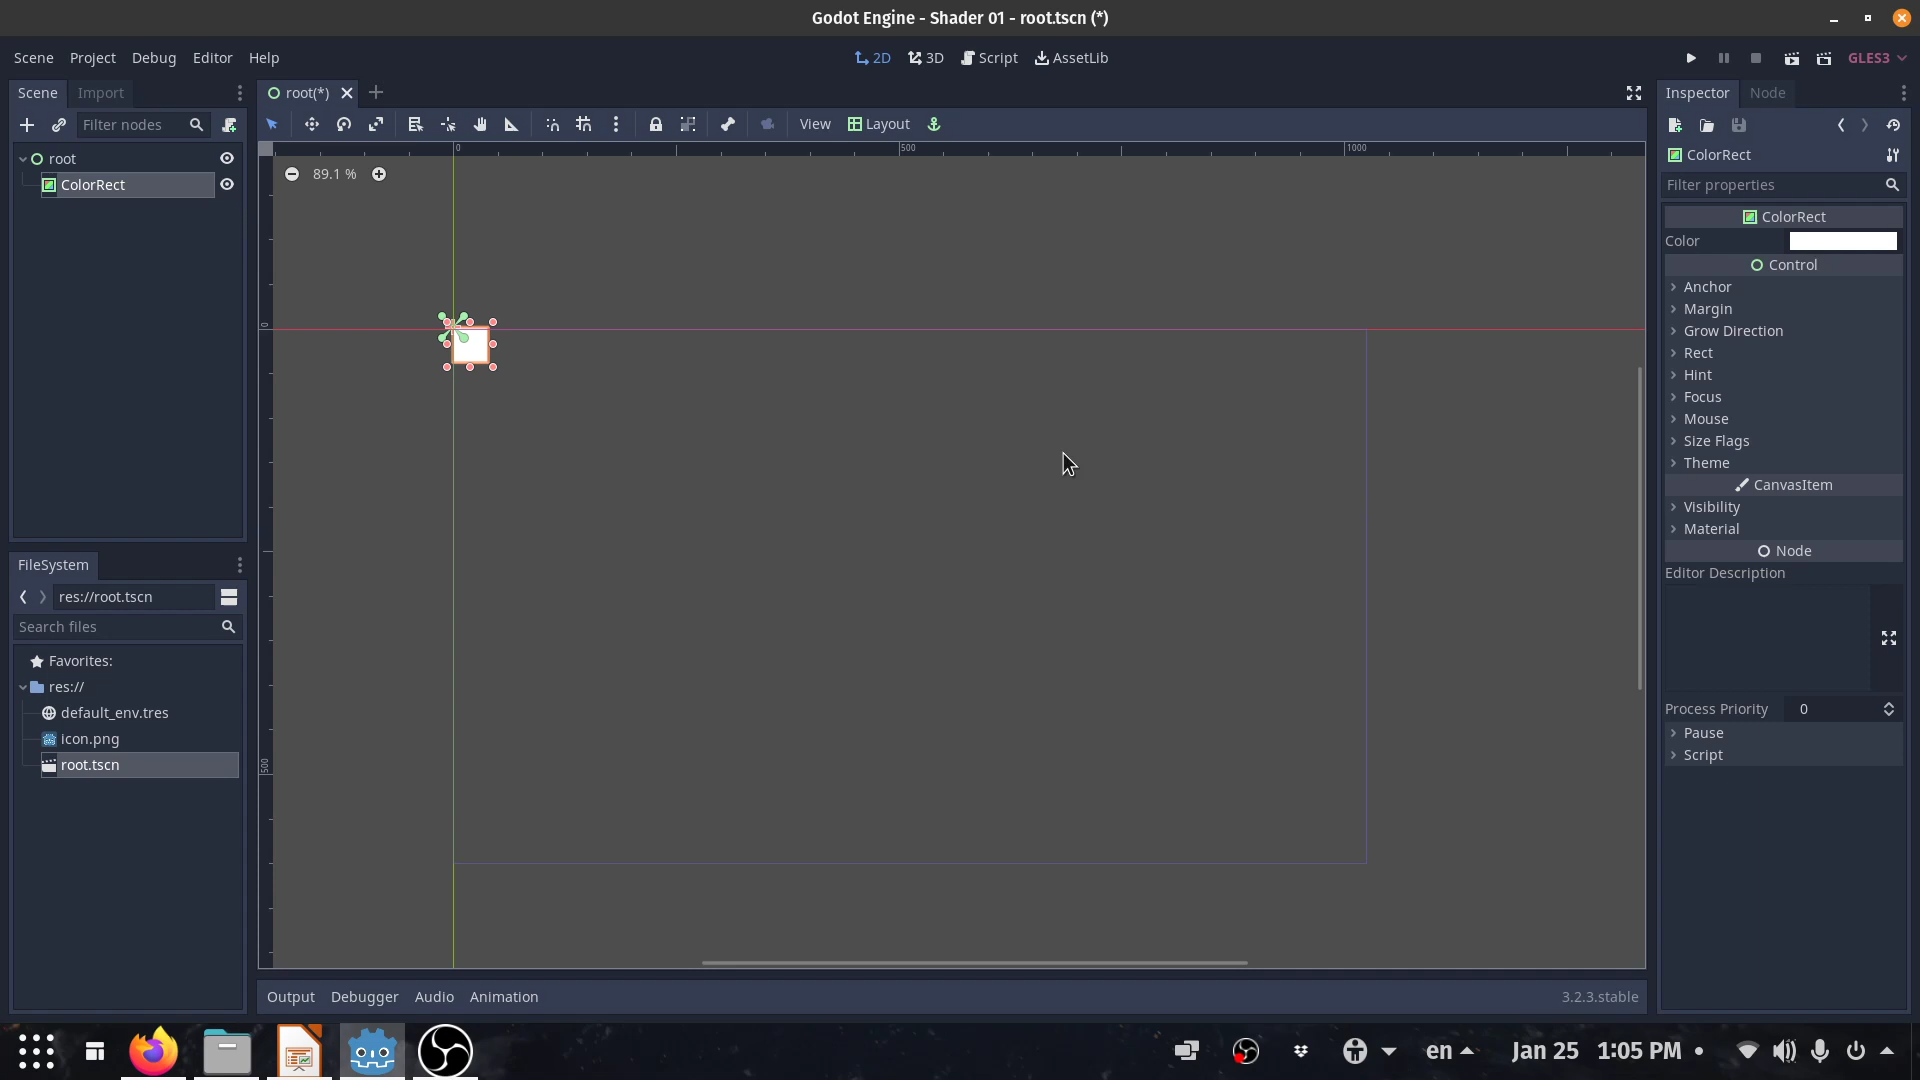 Godot Engine - Shader 01 - root.tscn (*)
Scene Project Debug Editor Help
2D 3D Script AssetLib
GLES3
Scene Import
root(*)
Inspector Node
Filter nodes
View Layout
root
ColorRect
0 500 1000
89.1 %
0
500
ColorRect
Filter properties
ColorRect
Color
Control
Anchor
Margin
Grow Direction
Rect
Hint
Focus
Mouse
Size Flags
Theme
CanvasItem
Visibility
Material
Node
Editor Description
Process Priority 0
Pause
Script
FileSystem
res://root.tscn
Search files
Favorites:
res://
default_env.tres
icon.png
root.tscn
Output Debugger Audio Animation
3.2.3.stable
en Jan 25 1:05 PM